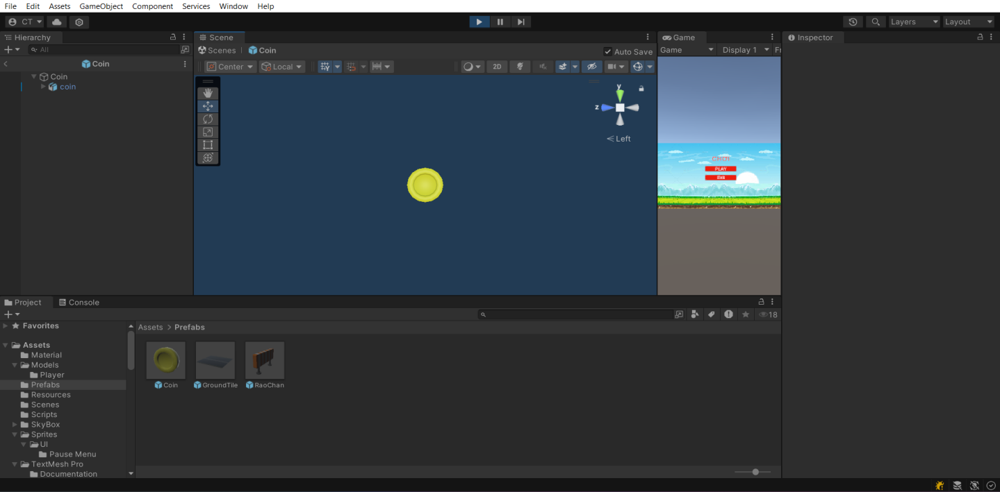 File Edit Assets GameObject Component Services Window Help
CT Layers Layout
Hierarchy
All
Coin
Coin
coin
Scene
Scenes | Coin Auto Save
Center Local 2D
y
z
Left
Game
Game Display 1 Fr
PLAY
Exit
Inspector
Project Console
18
Favorites
Assets
Material
Models
Player
Prefabs
Resources
Scenes
Scripts
SkyBox
Sprites
UI
Pause Menu
TextMesh Pro
Documentation
Assets > Prefabs
Coin GroundTile RaoChan